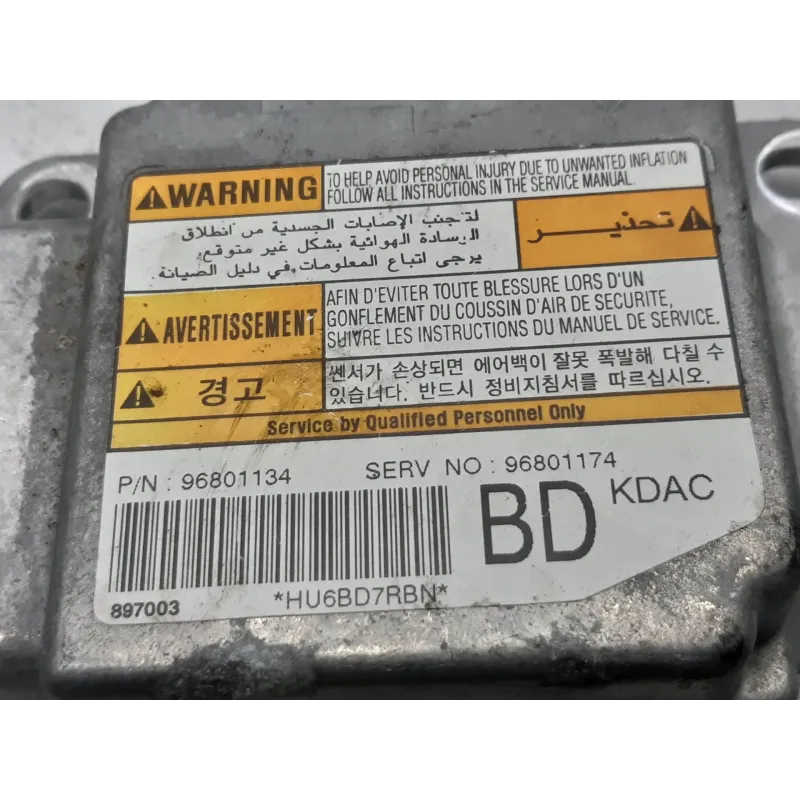 WARNING
TO HELP AVOID PERSONAL INJURY DUE TO UNWANTED INFLATION
FOLLOW ALL INSTRUCTIONS IN THE SERVICE MANUAL.
تحذير
لتجنب الإصابات الجسدية من انطلاق
الوسادة الهوائية بشكل غير متوقع
يرجى اتباع المعلومات في دليل الصيانة.
AVERTISSEMENT
AFIN D'EVITER TOUTE BLESSURE LORS D'UN
GONFLEMENT DU COUSSIN D'AIR DE SECURITE,
SUIVRE LES INSTRUCTIONS DU MANUEL DE SERVICE.
경고
쎈서가 손상되면 에어백이 잘못 폭발해 다칠 수
있습니다. 반드시 정비지침서를 따르십시오.
Service by Qualified Personnel Only
P/N : 96801134
SERV NO : 96801174
BD KDAC
*HU6BD7RBN*
897003